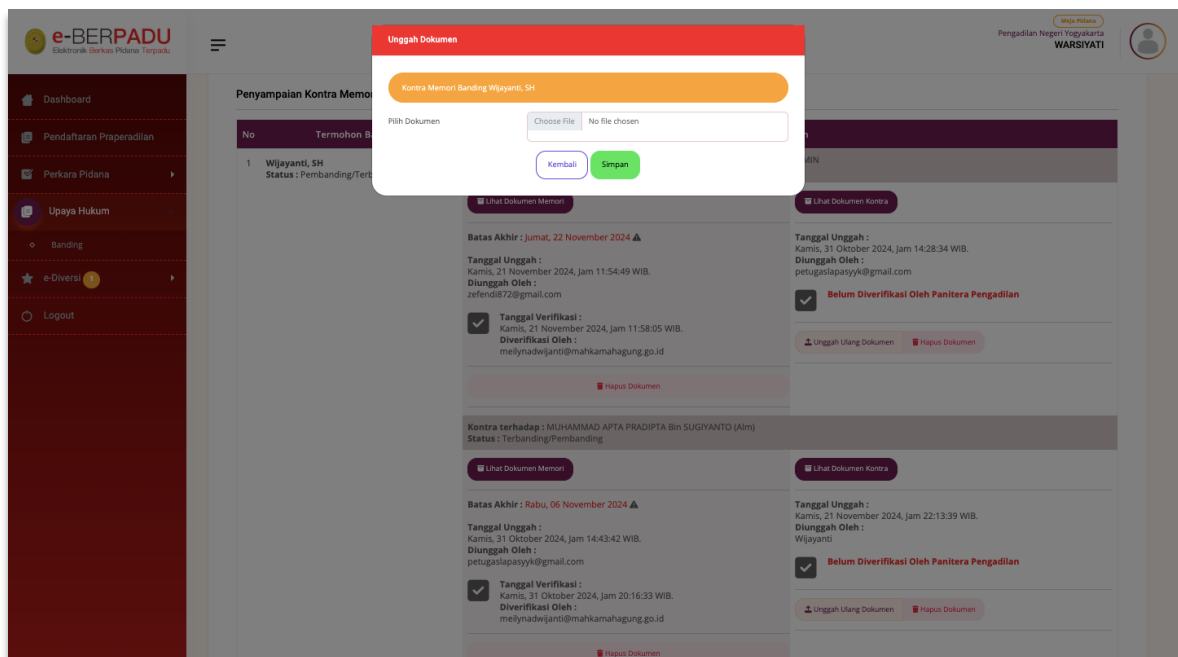 e-BERPADU
Elektronik Berkas Pidana Terpadu
Meja Pidana
Pengadilan Negeri Yogyakarta
WARSIYATI
Dashboard
Pendaftaran Praperadilan
Perkara Pidana
Upaya Hukum
Banding
e-Diversi 1
Logout
Unggah Dokumen
Kontra Memori Banding Wijayanti, SH
Pilih Dokumen
Choose File No file chosen
Kembali Simpan
Penyampaian Kontra Memo
No Termohon B
1 Wijayanti, SH
Status : Pembanding/Terb
MIN
Lihat Dokumen Memori
Batas Akhir : Jumat, 22 November 2024
Tanggal Unggah :
Kamis, 21 November 2024, Jam 11:54:49 WIB.
Diunggah Oleh :
zefendi872@gmail.com
Tanggal Verifikasi :
Kamis, 21 November 2024, Jam 11:58:05 WIB.
Diverifikasi Oleh :
meilynadwijanti@mahkamahagung.go.id
Hapus Dokumen
Lihat Dokumen Kontra
Tanggal Unggah :
Kamis, 31 Oktober 2024, Jam 14:28:34 WIB.
Diunggah Oleh :
petugaslapasyyk@gmail.com
Belum Diverifikasi Oleh Panitera Pengadilan
Unggah Ulang Dokumen Hapus Dokumen
Kontra terhadap : MUHAMMAD APTA PRADIPTA Bin SUGIYANTO (Alm)
Status : Terbanding/Pembanding
Lihat Dokumen Memori
Batas Akhir : Rabu, 06 November 2024
Tanggal Unggah :
Kamis, 31 Oktober 2024, Jam 14:43:42 WIB.
Diunggah Oleh :
petugaslapasyyk@gmail.com
Tanggal Verifikasi :
Kamis, 31 Oktober 2024, Jam 20:16:33 WIB.
Diverifikasi Oleh :
meilynadwijanti@mahkamahagung.go.id
Hapus Dokumen
Lihat Dokumen Kontra
Tanggal Unggah :
Kamis, 21 November 2024, Jam 22:13:39 WIB.
Diunggah Oleh :
Wijayanti
Belum Diverifikasi Oleh Panitera Pengadilan
Unggah Ulang Dokumen Hapus Dokumen